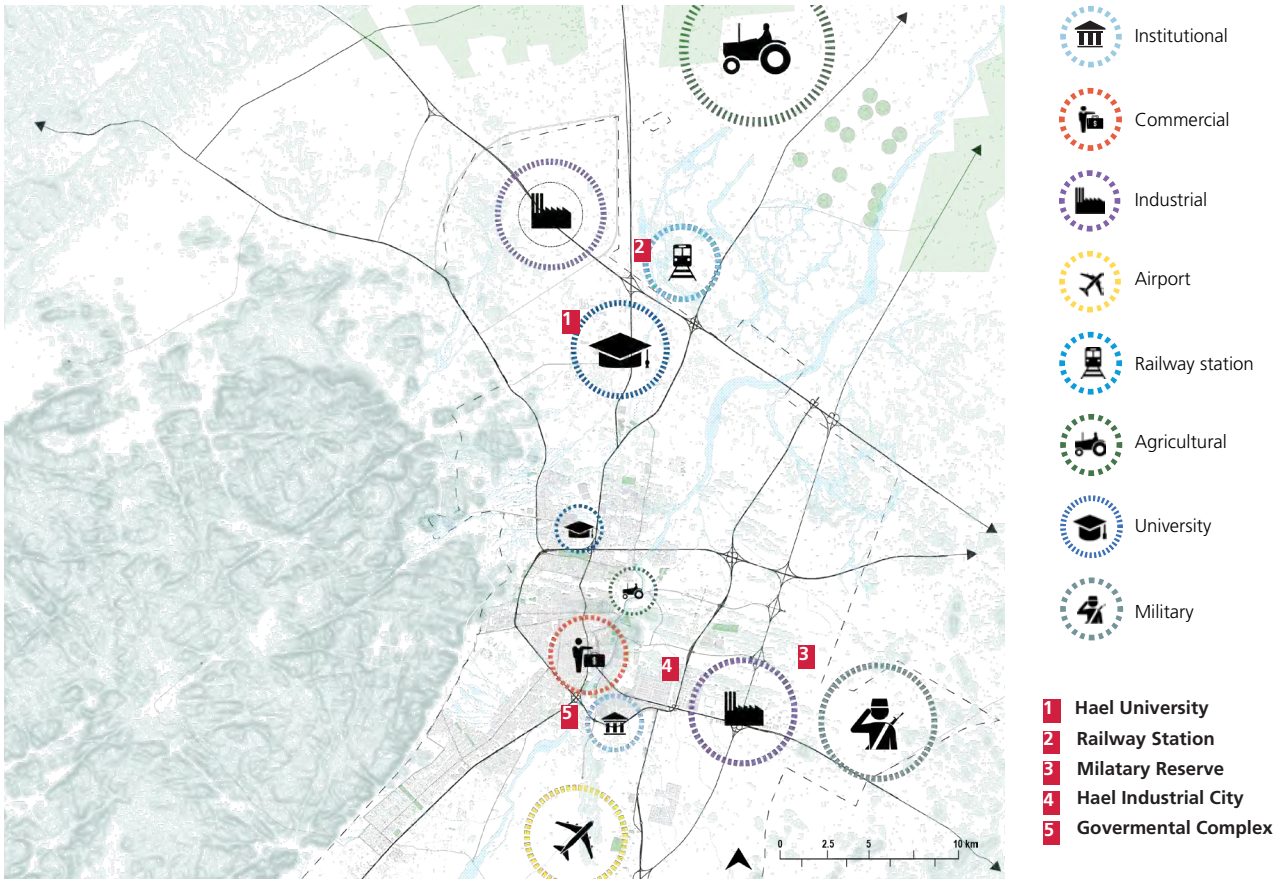 Institutional
Commercial
Industrial
Airport
Railway station
Agricultural
University
Military
2
1
3
4
5
0 2.5 5 10 km
1 Hael University
2 Railway Station
3 Milatary Reserve
4 Hael Industrial City
5 Govermental Complex